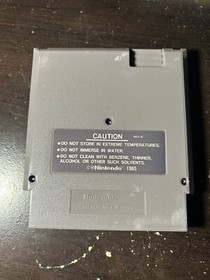 CAUTION
•DO NOT STORE IN EXTREME TEMPERATURES.
•DO NOT IMMERSE IN WATER.
•DO NOT CLEAN WITH BENZENE, THINNER,
ALCOHOL OR OTHER SUCH SOLVENTS.
©Nintendo 1985
Nintendo